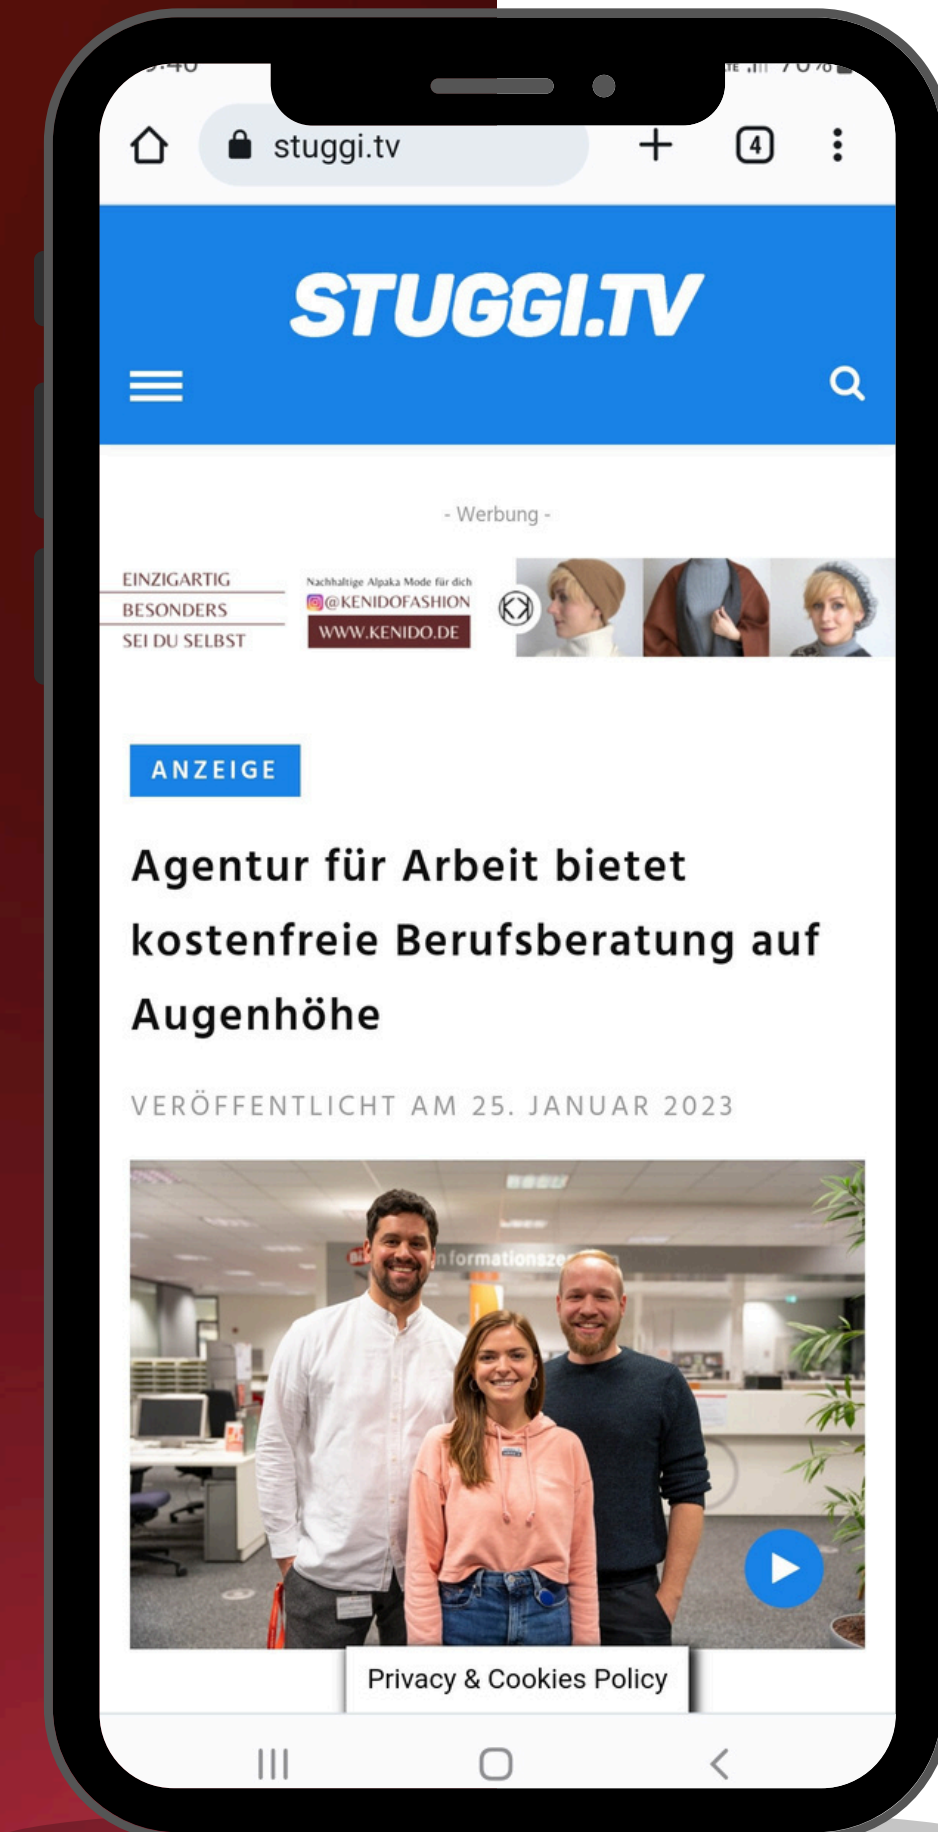 stuggi.tv
4
STUGGI.TV
- Werbung -
EINZIGARTIG
BESONDERS
SEI DU SELBST
Nachhaltige Alpaka Mode für dich
@KENIDOFASHION
WWW.KENIDO.DE
ANZEIGE
Agentur für Arbeit bietet
kostenfreie Berufsberatung auf
Augenhöhe
VERÖFFENTLICHT AM 25. JANUAR 2023
Privacy & Cookies Policy